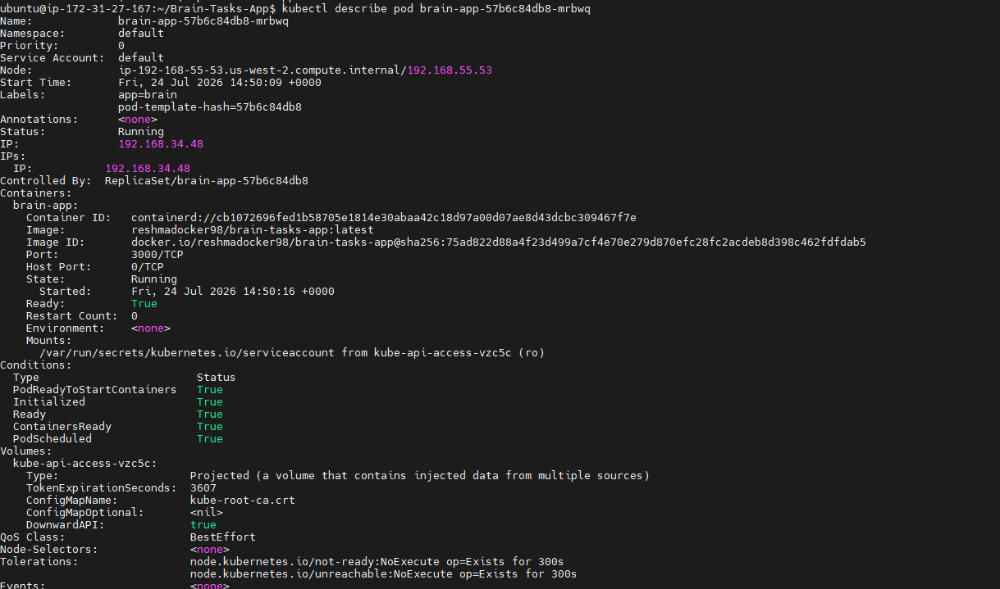 ubuntu@ip-172-31-27-167:~/Brain-Tasks-App$ kubectl describe pod brain-app-57b6c84db8-mrbwq
Name:             brain-app-57b6c84db8-mrbwq
Namespace:        default
Priority:         0
Service Account:  default
Node:             ip-192-168-55-53.us-west-2.compute.internal/192.168.55.53
Start Time:       Fri, 24 Jul 2026 14:50:09 +0000
Labels:           app=brain
                  pod-template-hash=57b6c84db8
Annotations:      <none>
Status:           Running
IP:               192.168.34.48
IPs:
  IP:           192.168.34.48
Controlled By:  ReplicaSet/brain-app-57b6c84db8
Containers:
  brain-app:
    Container ID:   containerd://cb1072696fed1b58705e1814e30abaa42c18d97a00d07ae8d43dcbc309467f7e
    Image:          reshmadocker98/brain-tasks-app:latest
    Image ID:       docker.io/reshmadocker98/brain-tasks-app@sha256:75ad822d88a4f23d499a7cf4e70e279d870efc28fc2acdeb8d398c462fdfdab5
    Port:           3000/TCP
    Host Port:      0/TCP
    State:          Running
      Started:      Fri, 24 Jul 2026 14:50:16 +0000
    Ready:          True
    Restart Count:  0
    Environment:    <none>
    Mounts:
      /var/run/secrets/kubernetes.io/serviceaccount from kube-api-access-vzc5c (ro)
Conditions:
  Type                        Status
  PodReadyToStartContainers   True
  Initialized                 True
  Ready                       True
  ContainersReady             True
  PodScheduled                True
Volumes:
  kube-api-access-vzc5c:
    Type:                    Projected (a volume that contains injected data from multiple sources)
    TokenExpirationSeconds:  3607
    ConfigMapName:           kube-root-ca.crt
    ConfigMapOptional:       <nil>
    DownwardAPI:             true
QoS Class:                   BestEffort
Node-Selectors:              <none>
Tolerations:                 node.kubernetes.io/not-ready:NoExecute op=Exists for 300s
                             node.kubernetes.io/unreachable:NoExecute op=Exists for 300s
Events:                      <none>